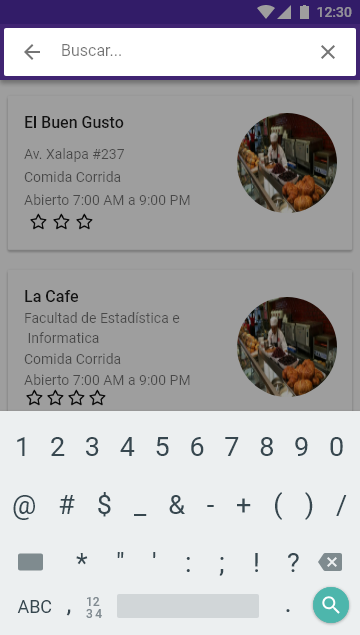 12:30
Buscar...
El Buen Gusto
Av. Xalapa #237
Comida Corrida
Abierto 7:00 AM a 9:00 PM
La Cafe
Facultad de Estadística e
Informatica
Comida Corrida
Abierto 7:00 AM a 9:00 PM
1 2 3 4 5 6 7 8 9 0
@ # $ _ & - + ( ) /
* " ' : ; ! ?
ABC , 12 34 .